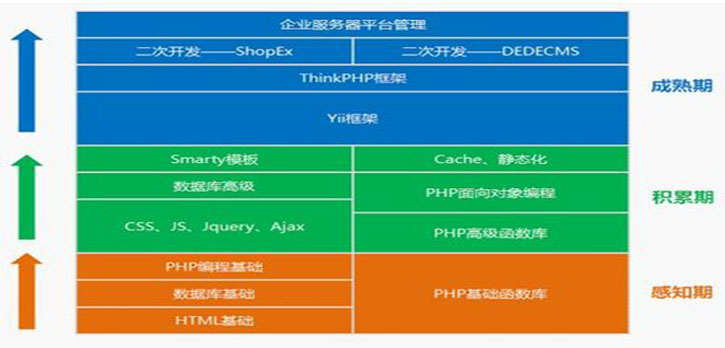 企业服务器平台管理
二次开发——ShopEx
二次开发——DEDECMS
ThinkPHP框架
Yii框架
成熟期
Smarty模板
Cache、静态化
数据库高级
PHP面向对象编程
CSS、JS、Jquery、Ajax
PHP高级函数库
积累期
PHP编程基础
数据库基础
PHP基础函数库
HTML基础
感知期